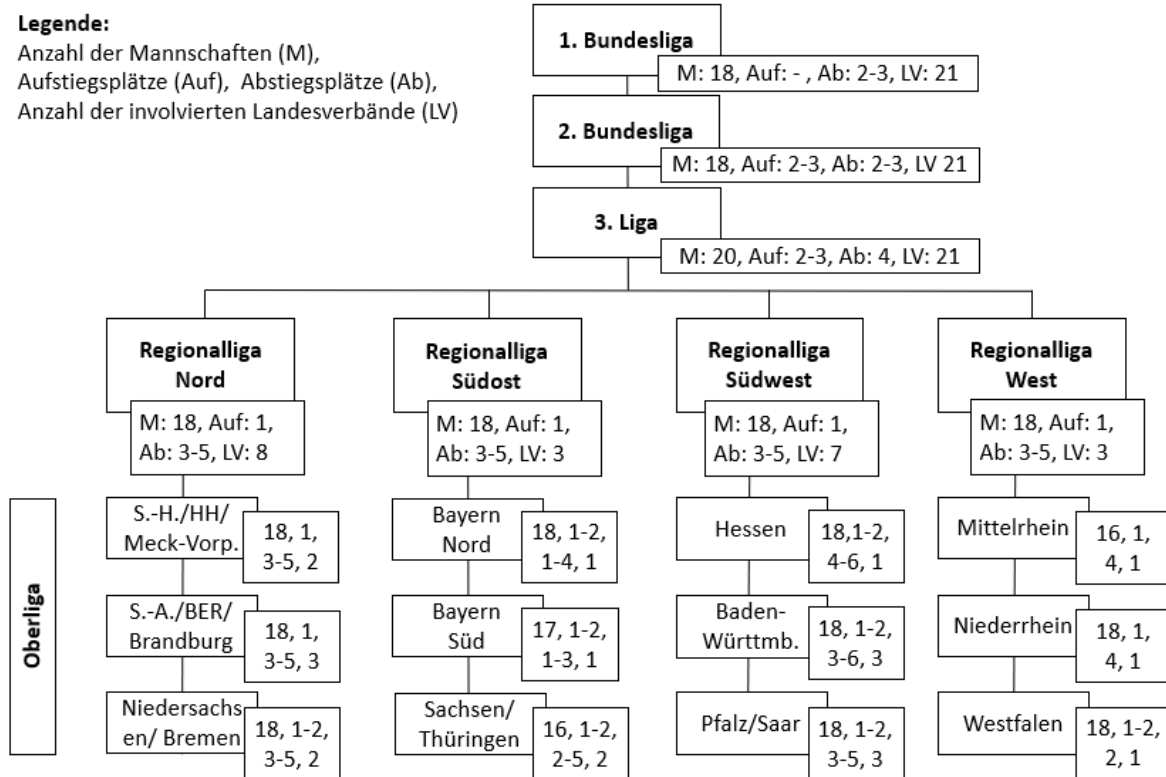 Legende:
Anzahl der Mannschaften (M),
Aufstiegsplätze (Auf), Abstiegsplätze (Ab),
Anzahl der involvierten Landesverbände (LV)
1. Bundesliga
M: 18, Auf: - , Ab: 2-3, LV: 21
2. Bundesliga
M: 18, Auf: 2-3, Ab: 2-3, LV 21
3. Liga
M: 20, Auf: 2-3, Ab: 4, LV: 21
Regionalliga
Nord
M: 18, Auf: 1,
Ab: 3-5, LV: 8
Regionalliga
Südost
M: 18, Auf: 1,
Ab: 3-5, LV: 3
Regionalliga
Südwest
M: 18, Auf: 1,
Ab: 3-5, LV: 7
Regionalliga
West
M: 18, Auf: 1,
Ab: 3-5, LV: 3
Oberliga
S.-H./HH/
Meck-Vorp.
18, 1,
3-5, 2
Bayern
Nord
18, 1-2,
1-4, 1
Hessen
18,1-2,
4-6, 1
Mittelrhein
16, 1,
4, 1
S.-A./BER/
Brandburg
18, 1,
3-5, 3
Bayern
Süd
17, 1-2,
1-3, 1
Baden-
Württmb.
18, 1-2,
3-6, 3
Niederrhein
18, 1,
4, 1
Niedersachs
en/ Bremen
18, 1-2,
3-5, 2
Sachsen/
Thüringen
16, 1-2,
2-5, 2
Pfalz/Saar
18, 1-2,
3-5, 3
Westfalen
18, 1-2,
2, 1